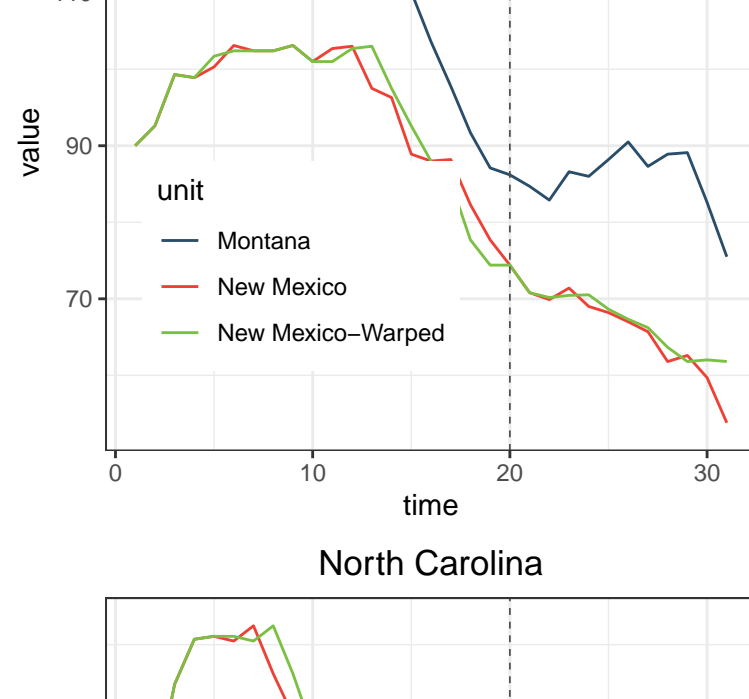 value
90
70
unit
Montana
New Mexico
New Mexico−Warped
0 10 20 30
time
North Carolina